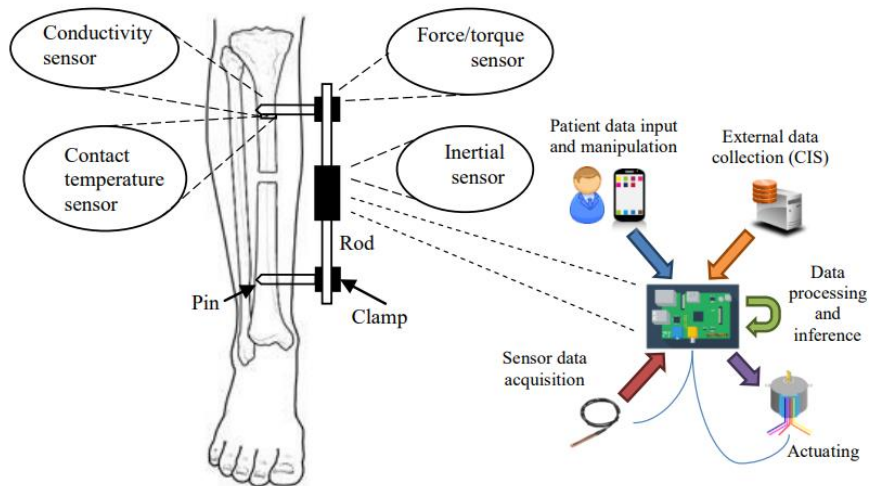 Conductivity
sensor
Force/torque
sensor
Contact
temperature
sensor
Inertial
sensor
Rod
Pin
Clamp
Patient data input
and manipulation
External data
collection (CIS)
Data
processing
and
inference
Sensor data
acquisition
Actuating